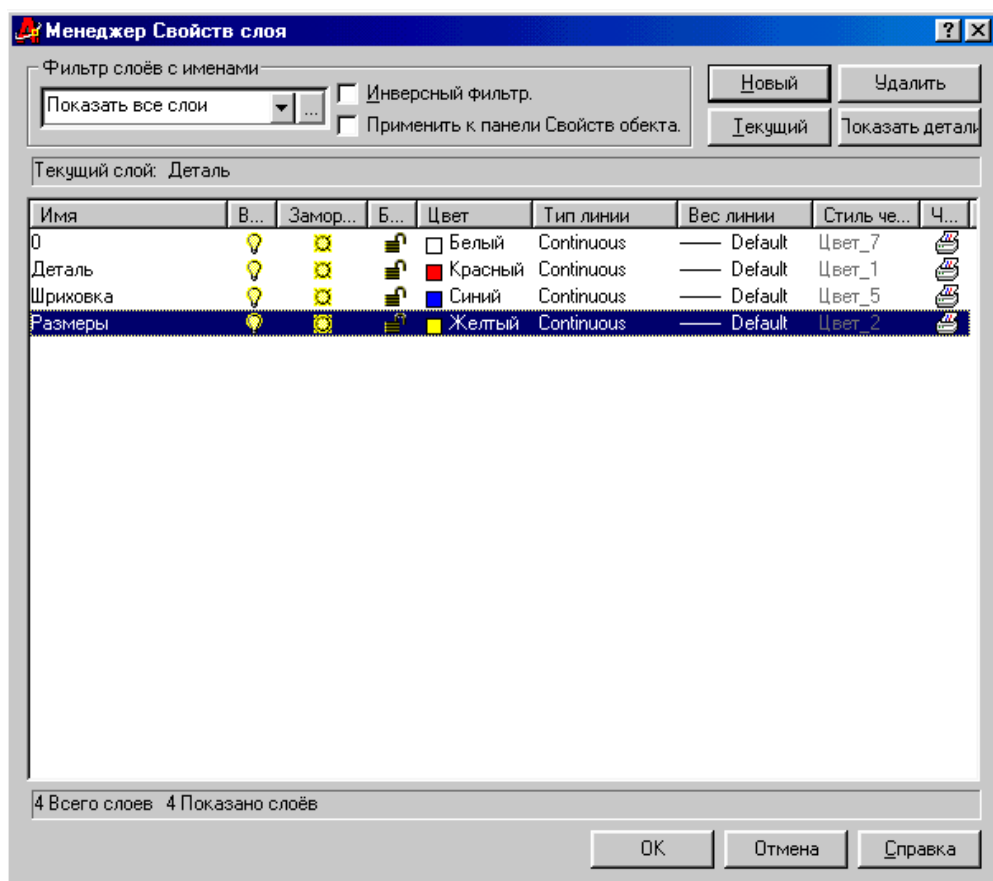 Менеджер Свойств слоя
Фильтр слоёв с именами
Показать все слои
...
Инверсный фильтр.
Применить к панели Свойств обекта.
Новый
Удалить
Текущий
Показать детали
Текущий слой: Деталь
Имя В... Замор... Б... Цвет Тип линии Вес линии Стиль че... Ч...
0 Белый Continuous Default Цвет_7
Деталь Красный Continuous Default Цвет_1
Шриховка Синий Continuous Default Цвет_5
Размеры Желтый Continuous Default Цвет_2
4 Всего слоев 4 Показано слоёв
OK
Отмена
Справка